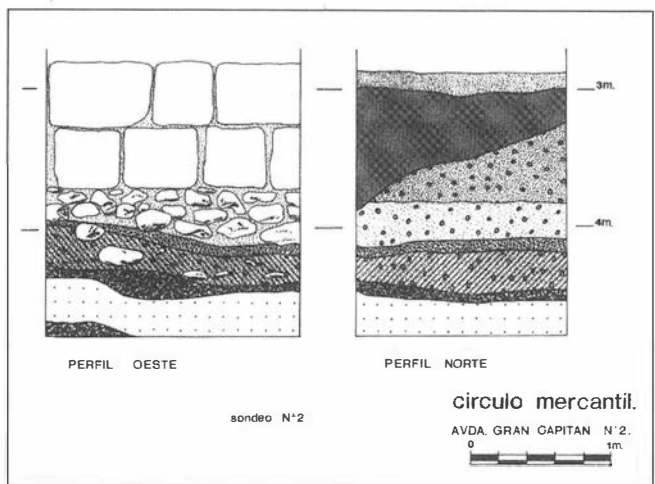 3m.
4m.
PERFIL OESTE
PERFIL NORTE
sondeo N°2
circulo mercantil.
AVDA. GRAN CAPITAN N°2.
0 1m.